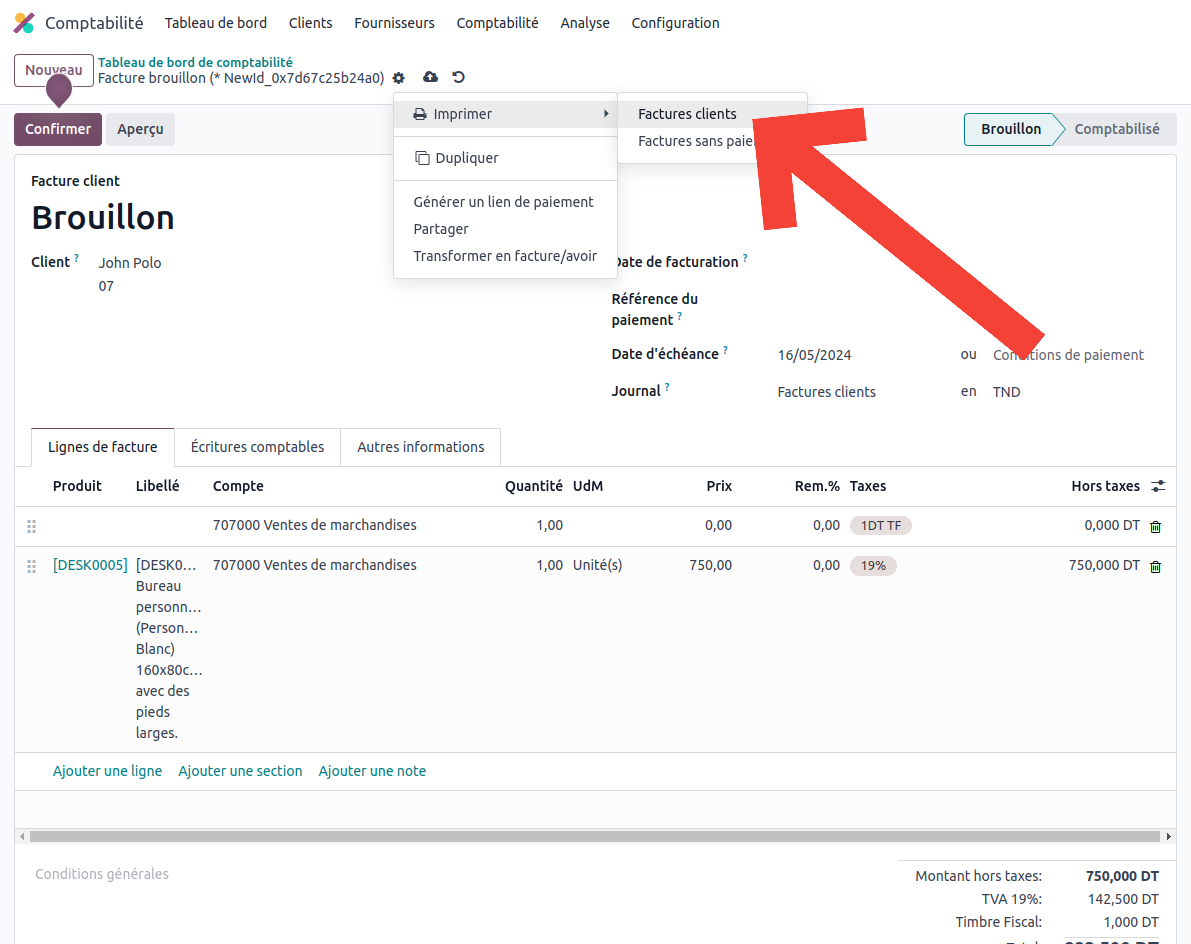 Comptabilité Tableau de bord Clients Fournisseurs Comptabilité Analyse Configuration
Nouveau
Tableau de bord de comptabilité
Facture brouillon (* NewId_0x7d67c25b24a0)
Confirmer Aperçu
Imprimer
Dupliquer
Générer un lien de paiement
Partager
Transformer en facture/avoir
Factures clients
Factures sans
Brouillon Comptabilisé
Facture client
Brouillon
Client ? John Polo
07
Date de facturation ?
Référence du
paiement ?
Date d'échéance ? 16/05/2024 ou Conditions de paiement
Journal ? Factures clients en TND
Lignes de facture Écritures comptables Autres informations
Produit Libellé Compte Quantité UdM Prix Rem.% Taxes Hors taxes
707000 Ventes de marchandises 1,00 0,00 0,00 1DT TF 0,000 DT
[DESK0005] [DESK0... 707000 Ventes de marchandises 1,00 Unité(s) 750,00 0,00 19% 750,000 DT
Bureau
personn...
(Person...
Blanc)
160x80c...
avec des
pieds
larges.
Ajouter une ligne Ajouter une section Ajouter une note
Conditions générales
Montant hors taxes: 750,000 DT
TVA 19%: 142,500 DT
Timbre Fiscal: 1,000 DT